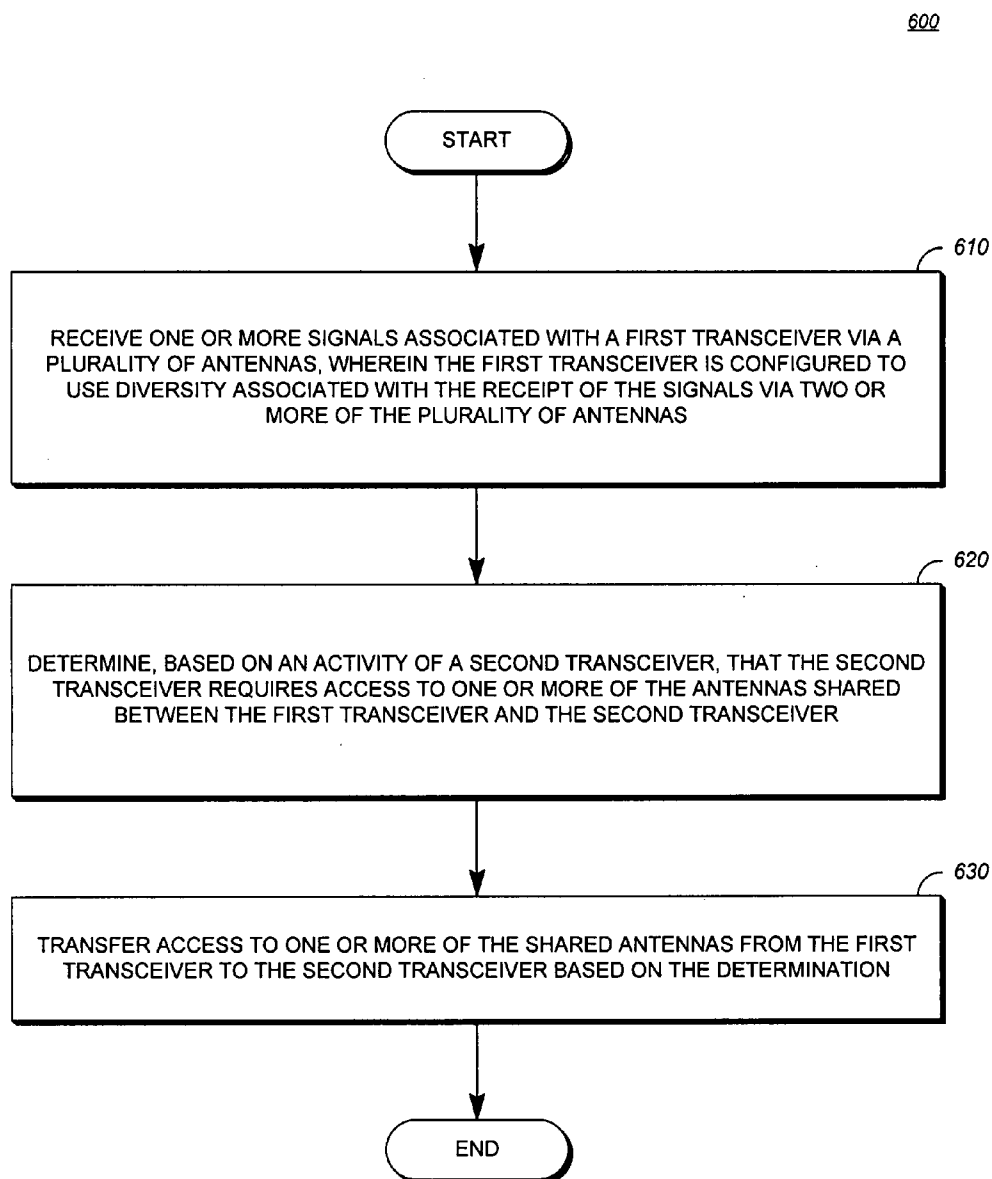 600
START
610
RECEIVE ONE OR MORE SIGNALS ASSOCIATED WITH A FIRST TRANSCEIVER VIA A
PLURALITY OF ANTENNAS, WHEREIN THE FIRST TRANSCEIVER IS CONFIGURED TO
USE DIVERSITY ASSOCIATED WITH THE RECEIPT OF THE SIGNALS VIA TWO OR
MORE OF THE PLURALITY OF ANTENNAS
620
DETERMINE, BASED ON AN ACTIVITY OF A SECOND TRANSCEIVER, THAT THE SECOND
TRANSCEIVER REQUIRES ACCESS TO ONE OR MORE OF THE ANTENNAS SHARED
BETWEEN THE FIRST TRANSCEIVER AND THE SECOND TRANSCEIVER
630
TRANSFER ACCESS TO ONE OR MORE OF THE SHARED ANTENNAS FROM THE FIRST
TRANSCEIVER TO THE SECOND TRANSCEIVER BASED ON THE DETERMINATION
END